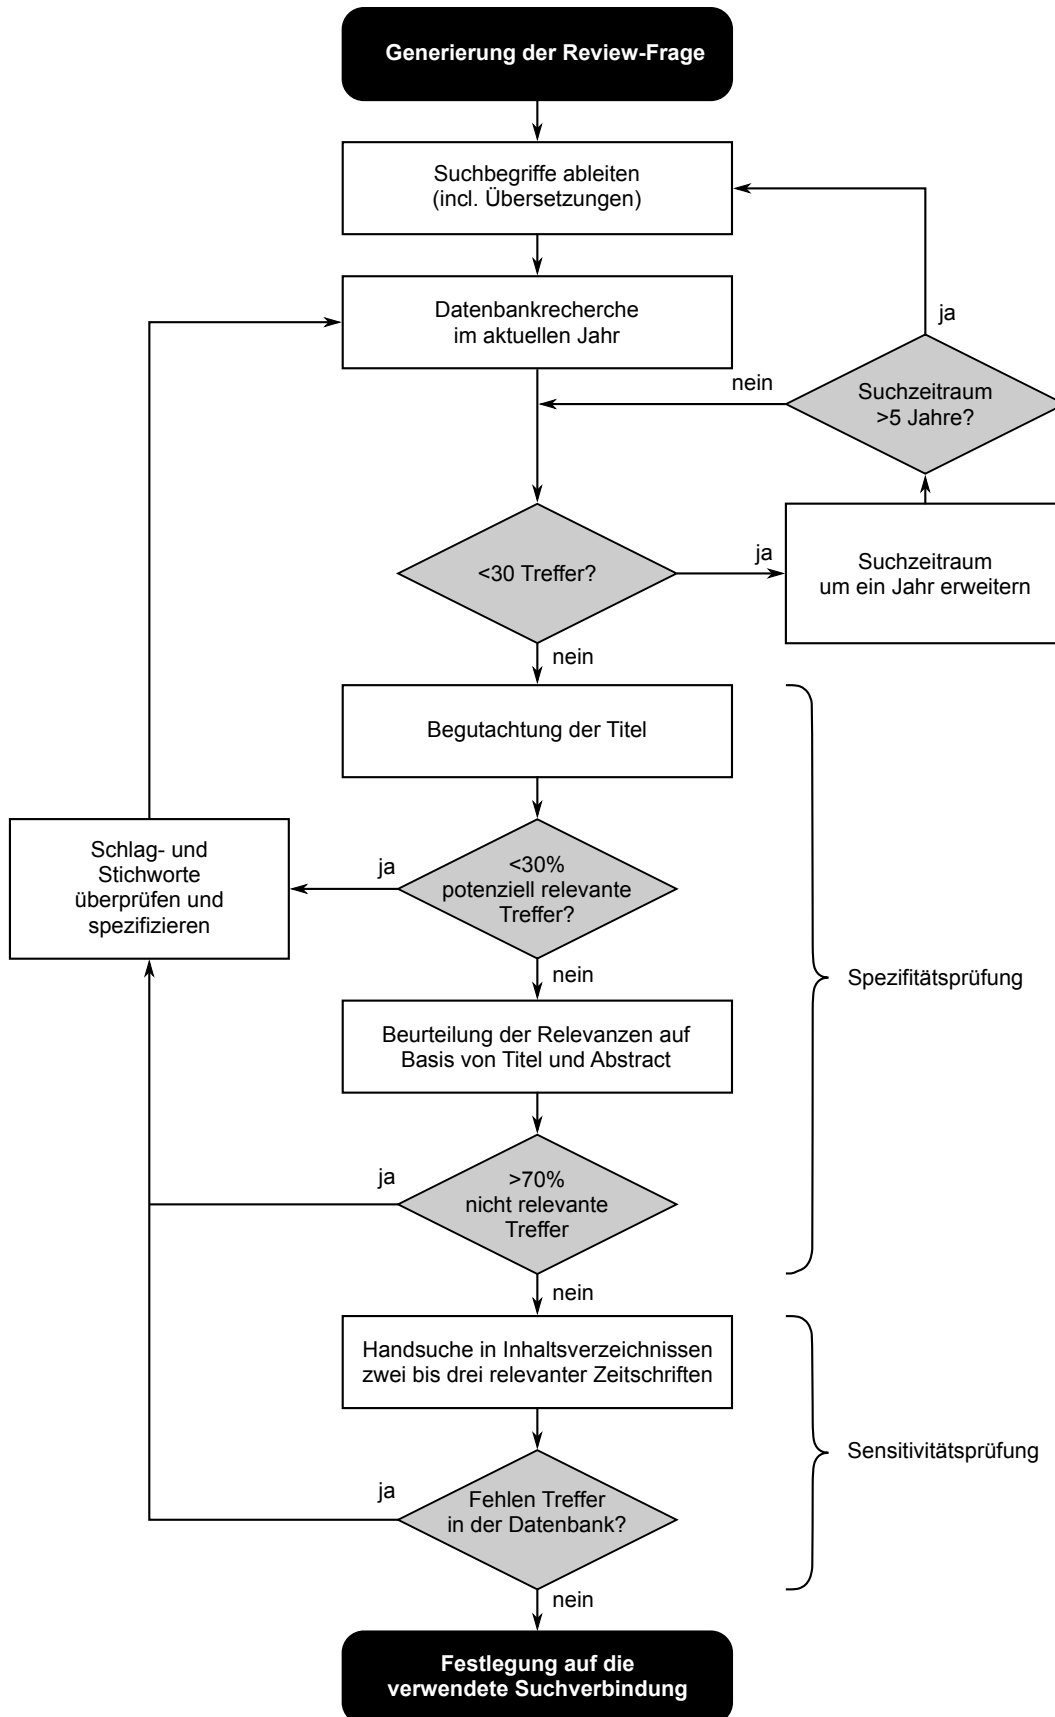 Generierung der Review-Frage
Suchbegriffe ableiten
(incl. Übersetzungen)
Datenbankrecherche
im aktuellen Jahr
ja
nein
Suchzeitraum
>5 Jahre?
<30 Treffer?
ja
Suchzeitraum
um ein Jahr erweitern
nein
Begutachtung der Titel
Schlag- und
Stichworte
überprüfen und
spezifizieren
ja
<30%
potenziell relevante
Treffer?
nein
Spezifitätsprüfung
Beurteilung der Relevanzen auf
Basis von Titel und Abstract
ja
>70%
nicht relevante
Treffer
nein
Handsuche in Inhaltsverzeichnissen
zwei bis drei relevanter Zeitschriften
Sensitivitätsprüfung
ja
Fehlen Treffer
in der Datenbank?
nein
Festlegung auf die
verwendete Suchverbindung